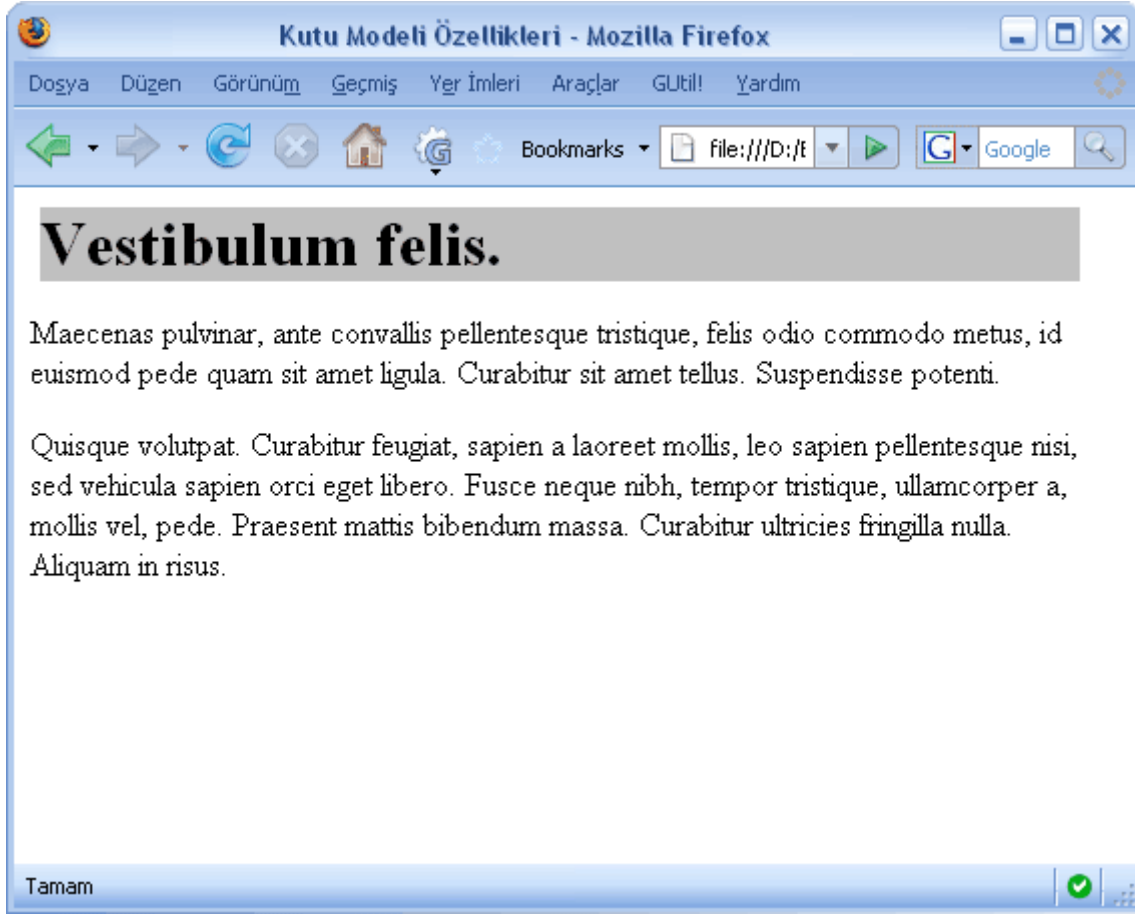 Kutu Modeli Özellikleri - Mozilla Firefox
Dosya Düzen Görünüm Geçmiş Yer İmleri Araçlar GUtil! Yardım
G Bookmarks file:///D:/E G Google
Vestibulum felis.
Maecenas pulvinar, ante convallis pellentesque tristique, felis odio commodo metus, id
euismod pede quam sit amet ligula. Curabitur sit amet tellus. Suspendisse potenti.
Quisque volutpat. Curabitur feugiat, sapien a laoreet mollis, leo sapien pellentesque nisi,
sed vehicula sapien orci eget libero. Fusce neque nibh, tempor tristique, ullamcorper a,
mollis vel, pede. Praesent mattis bibendum massa. Curabitur ultricies fringilla nulla.
Aliquam in risus.
Tamam